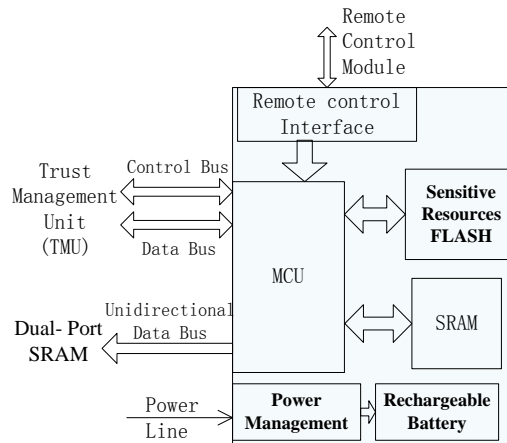 Remote
Control
Module
Remote control
Interface
Control Bus
Trust
Management
Unit
(TMU)
Data Bus
MCU
Sensitive
Resources
FLASH
Unidirectional
Data Bus
Dual- Port
SRAM
SRAM
Power
Line
Power
Management
Rechargeable
Battery